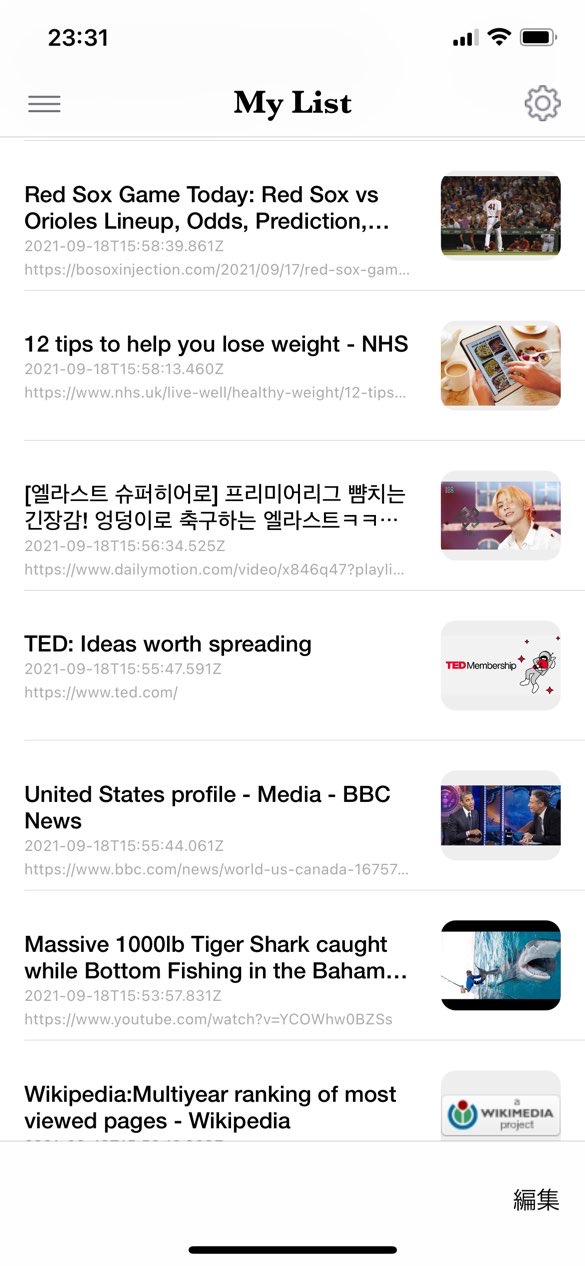 23:31
My List
Red Sox Game Today: Red Sox vs
Orioles Lineup, Odds, Prediction,...
2021-09-18T15:58:39.861Z
https://bosoxinjection.com/2021/09/17/red-sox-gam...
41
12 tips to help you lose weight - NHS
2021-09-18T15:58:13.460Z
https://www.nhs.uk/live-well/healthy-weight/12-tips...
[엘라스트 슈퍼히어로] 프리미어리그 뺨치는
긴장감! 엉덩이로 축구하는 엘라스트ㅋㅋ…
2021-09-18T15:56:34.525Z
https://www.dailymotion.com/video/x846q47?playli...
TED: Ideas worth spreading
2021-09-18T15:55:47.591Z
https://www.ted.com/
TED Membership
United States profile - Media - BBC
News
2021-09-18T15:55:44.061Z
https://www.bbc.com/news/world-us-canada-16757...
Massive 1000lb Tiger Shark caught
while Bottom Fishing in the Baham...
2021-09-18T15:53:57.831Z
https://www.youtube.com/watch?v=YCOWhw0BZSs
Wikipedia:Multiyear ranking of most
viewed pages - Wikipedia
a
WIKIMEDIA
project
編集